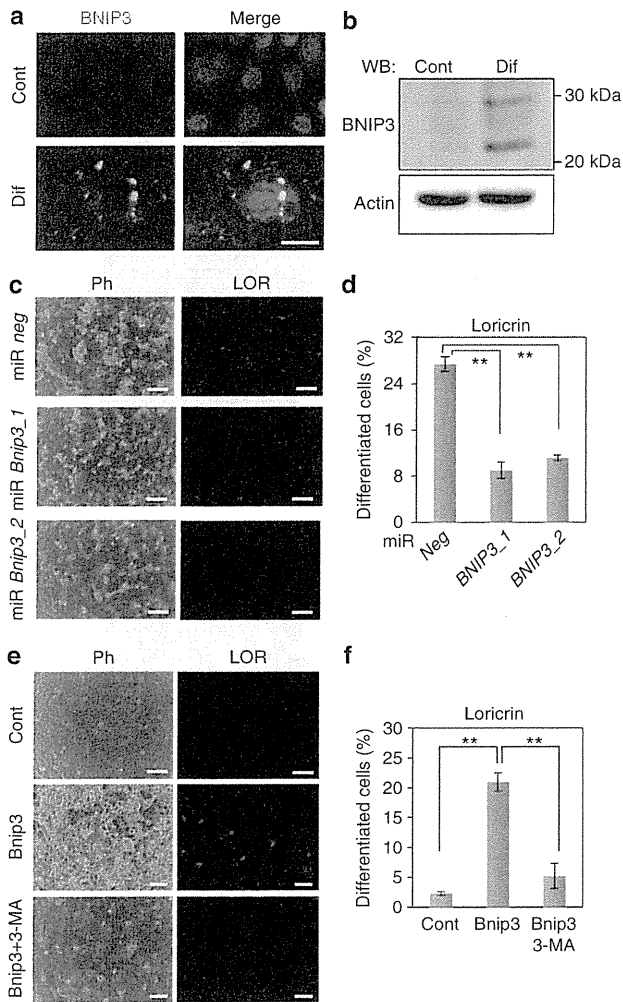 a
BNIP3 Merge
Cont
Dif
b
WB: Cont Dif
BNIP3
30 kDa
20 kDa
Actin
c
Ph LOR
miR neg
miR Bnip3_1
miR Bnip3_2
d
Loricrin
Differentiated cells (%)
32
24
16
8
0
** **
miR Neg BNIP3_1 BNIP3_2
e
Ph LOR
Cont
Bnip3
Bnip3+3-MA
f
Loricrin
Differentiated cells (%)
30
25
20
15
10
5
0
** **
Cont Bnip3 Bnip3
3-MA